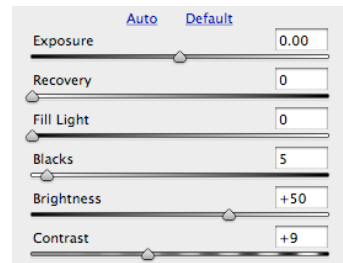 Auto Default
Exposure 0.00
Recovery 0
Fill Light 0
Blacks 5
Brightness +50
Contrast +9